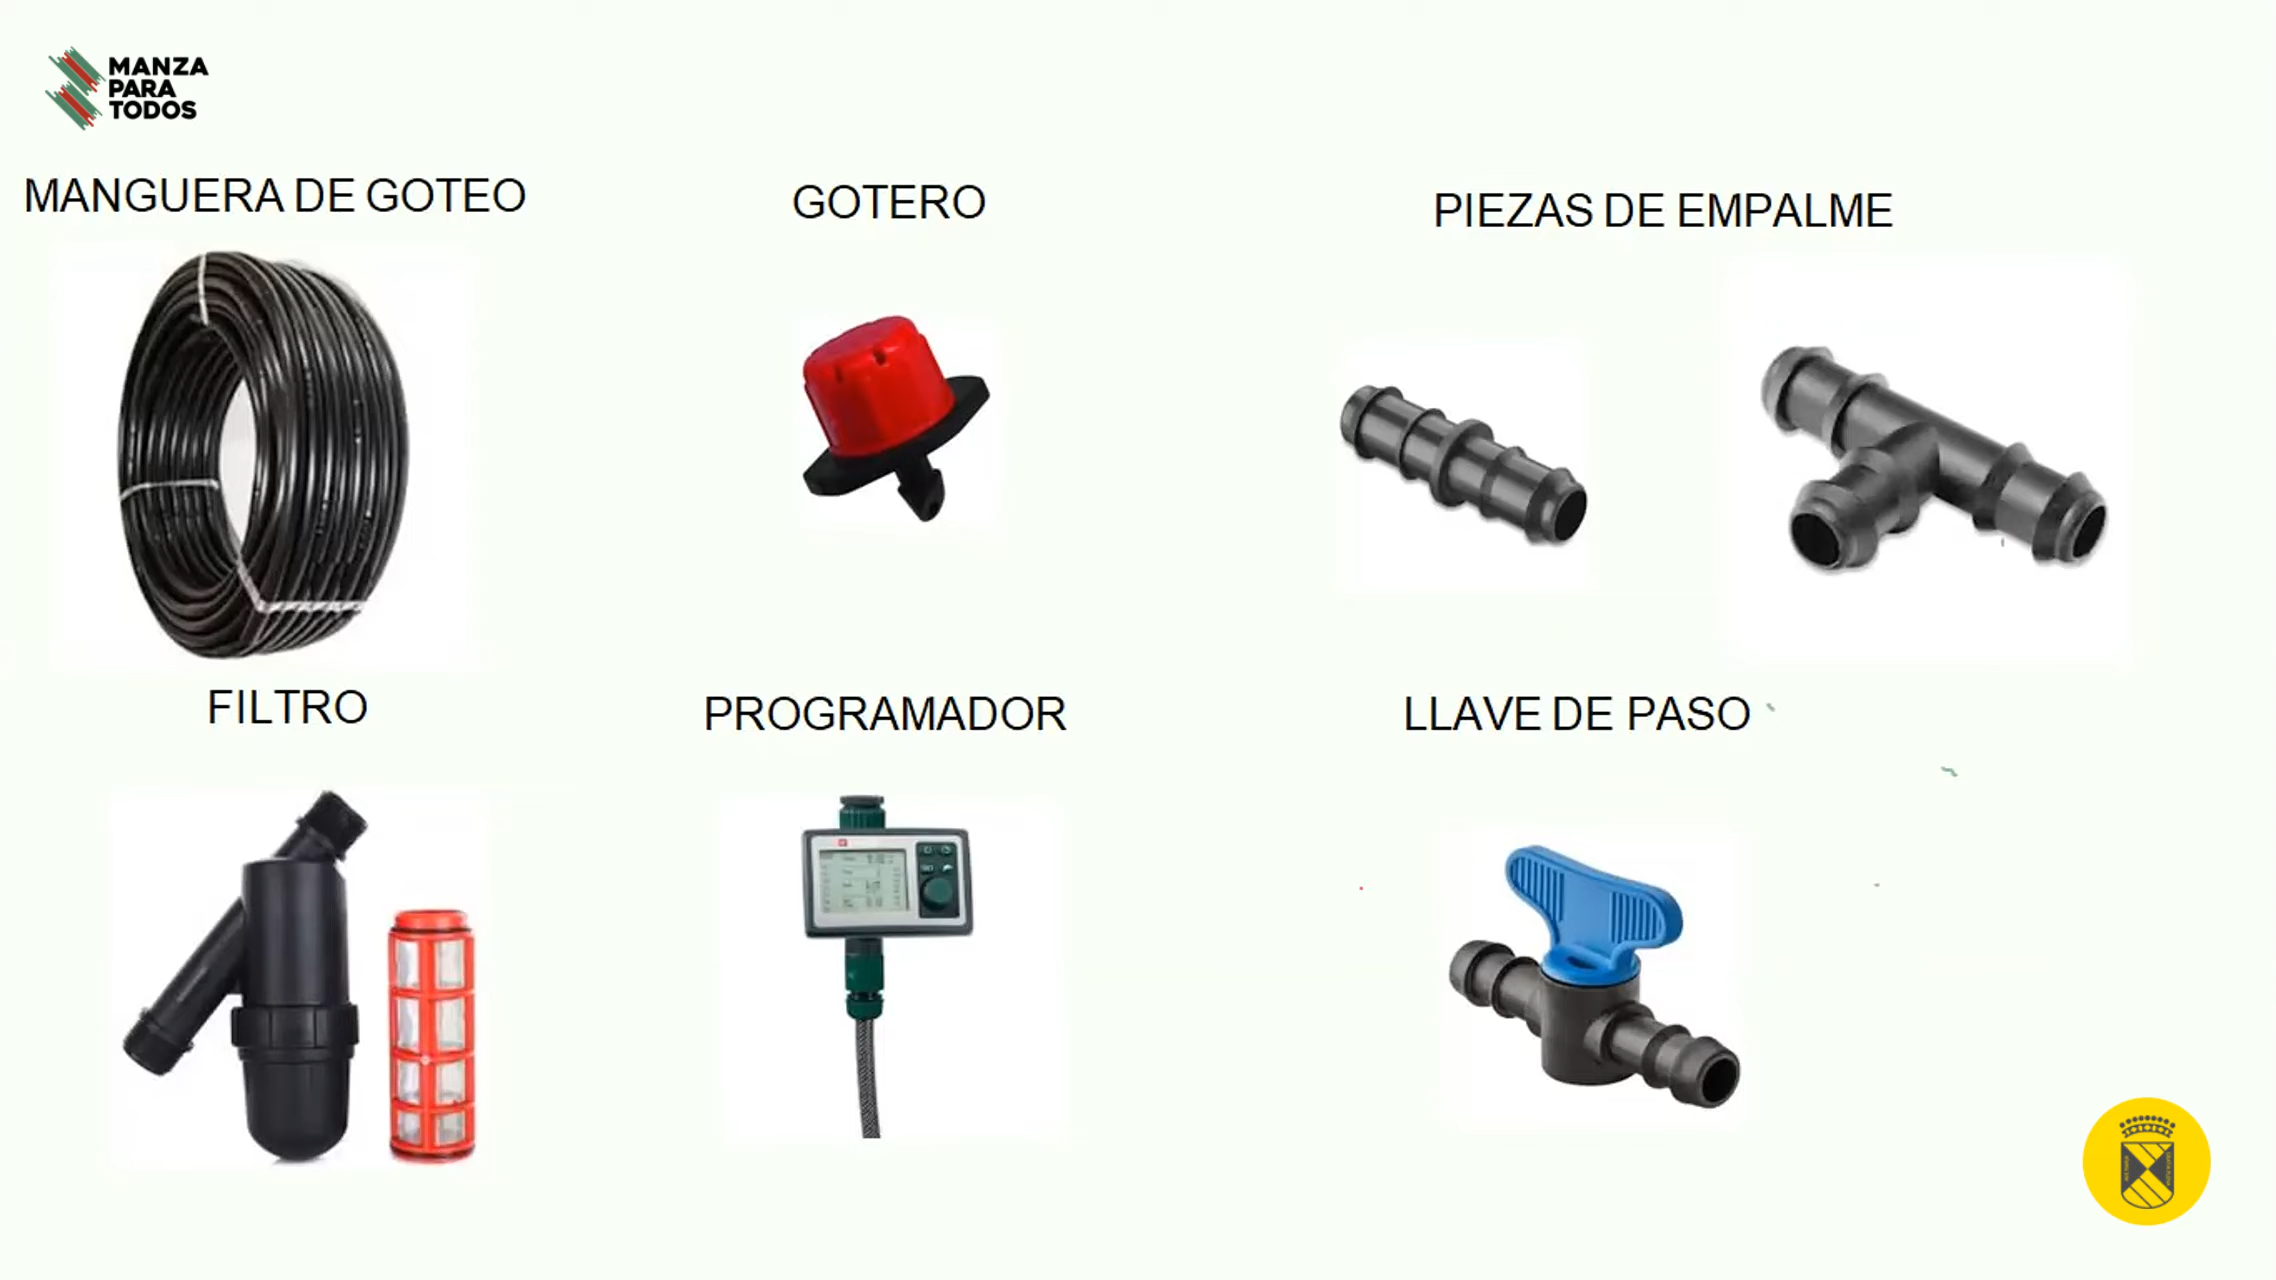 MANZA
PARA
TODOS
MANGUERA DE GOTEO
GOTERO
PIEZAS DE EMPALME
FILTRO
PROGRAMADOR
LLAVE DE PASO